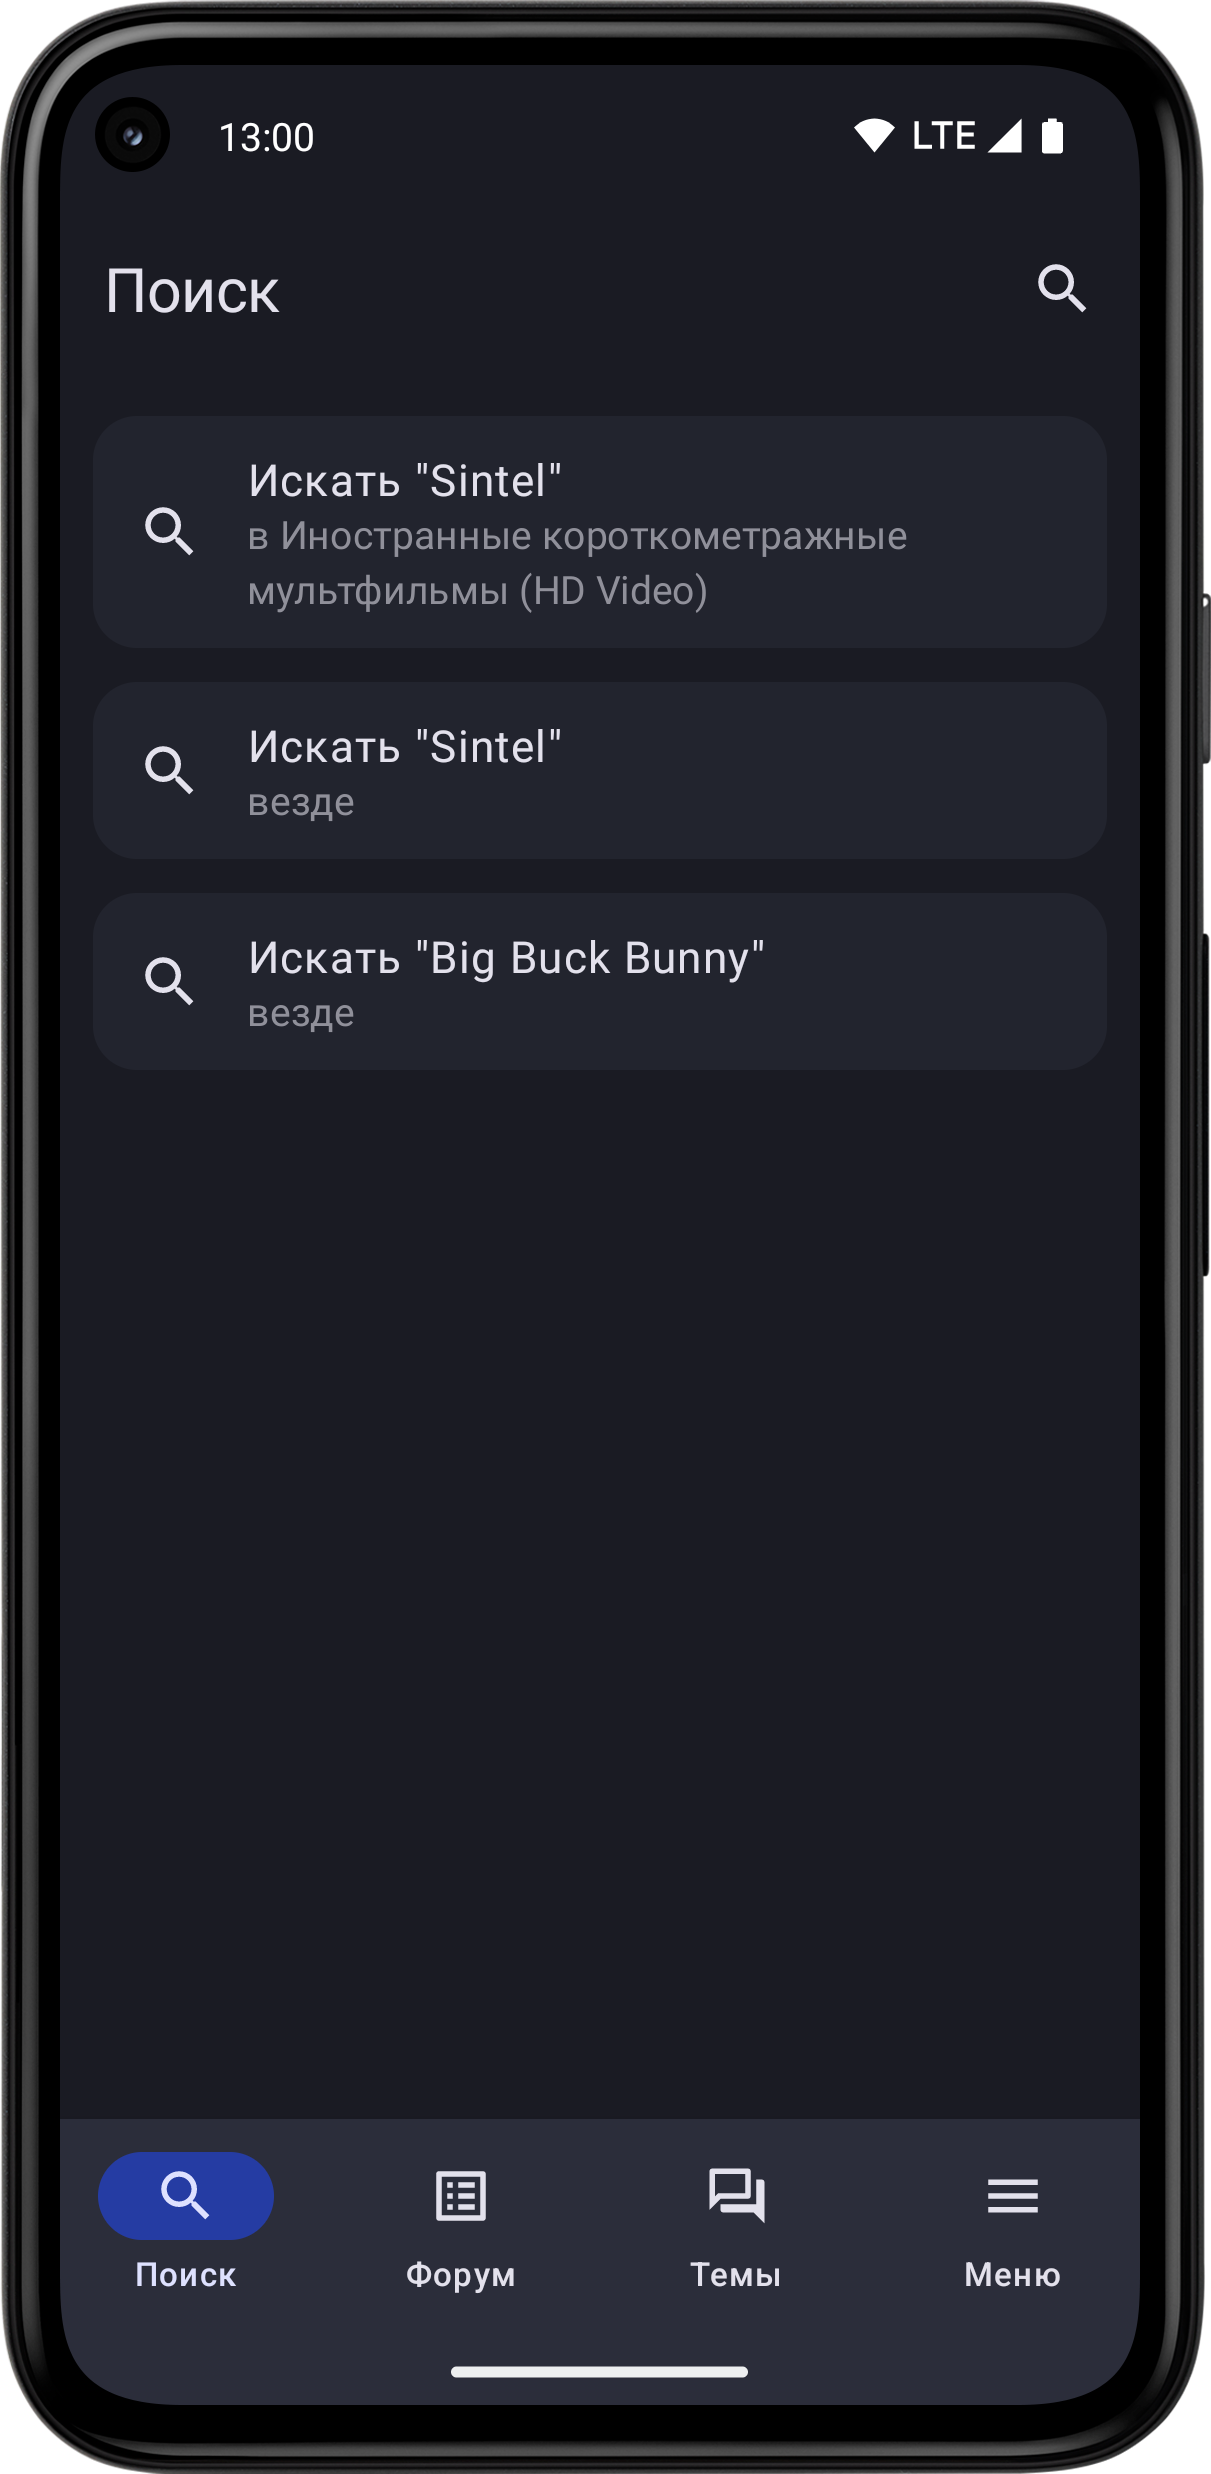 13:00
LTE
Поиск
Искать "Sintel"
в Иностранные короткометражные
мультфильмы (HD Video)
Искать "Sintel"
везде
Искать "Big Buck Bunny"
везде
Поиск
Форум
Темы
Меню